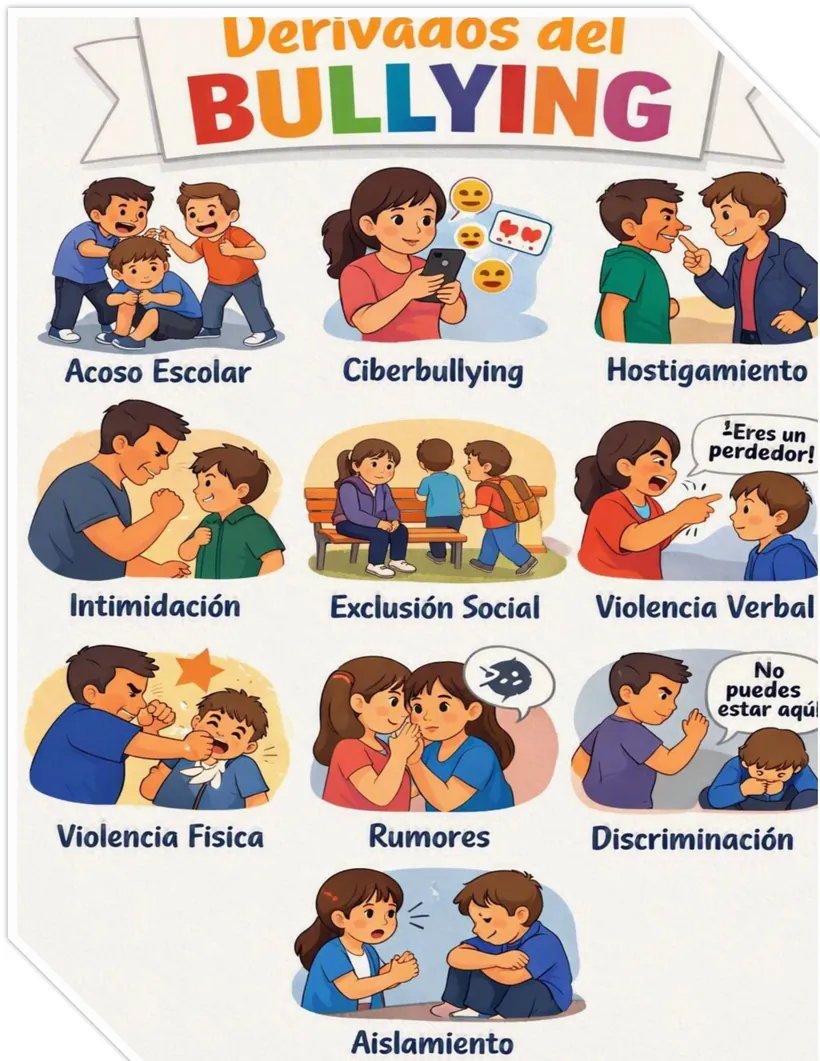 Derivados del
BULLYING
Acoso Escolar
Ciberbullying
Hostigamiento
Intimidación
Exclusión Social
¡Eres un
perdedor!
Violencia Verbal
Violencia Fisica
Rumores
No
puedes
estar aquí!
Discriminación
Aislamiento